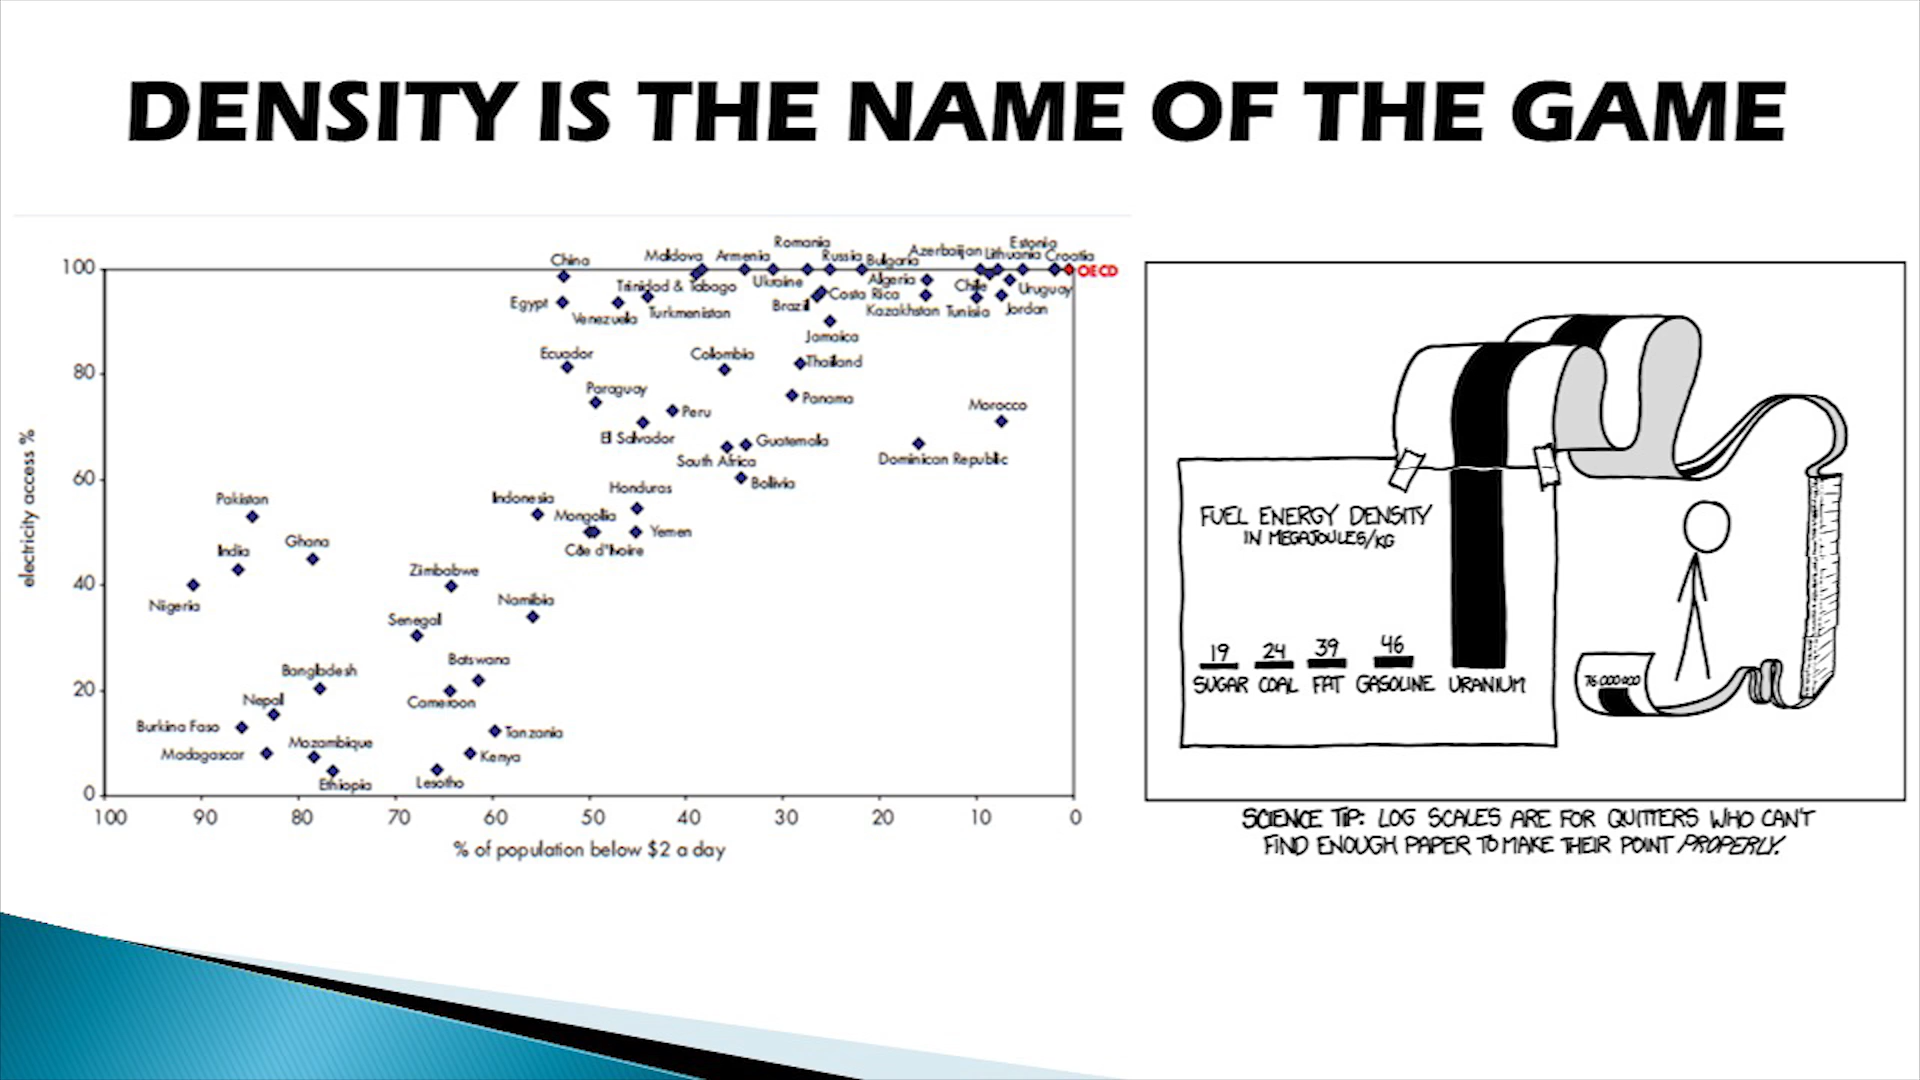 DENSITY IS THE NAME OF THE GAME
electricity access %
100
80
60
40
20
0
100 90 80 70 60 50 40 30 20 10 0
% of population below $2 a day
China
Moldova
Armenia
Romania
Russia
Bulgaria
Azerbaijan
Lithuania
Estonia
Croatia
OECD
Egypt
Venezuela
Trinidad & Tobago
Turkmenistan
Ukraine
Brazil
Costa Rica
Algeria
Kazakhstan
Chile
Tunisia
Uruguay
Jordan
Jamaica
Ecuador
Colombia
Thailand
Paraguay
Peru
Panama
Morocco
El Salvador
Guatemala
South Africa
Dominican Republic
Bolivia
Pakistan
Indonesia
Honduras
Mongolia
Yemen
Côe d'Ivoire
India
Ghana
Nigeria
Zimbabwe
Namibia
Senegal
Bangladesh
Batswana
Nepal
Cameroon
Burkina Faso
Tanzania
Madagascar
Mozambique
Kenya
Ethiopia
Lesotho
FUEL ENERGY DENSITY
IN MEGAJOULES/KG
19 24 39 46
SUGAR COAL FAT GASOLINE URANIUM
76,000,000
SCIENCE TIP: LOG SCALES ARE FOR QUITTERS WHO CAN'T
FIND ENOUGH PAPER TO MAKE THEIR POINT PROPERLY.